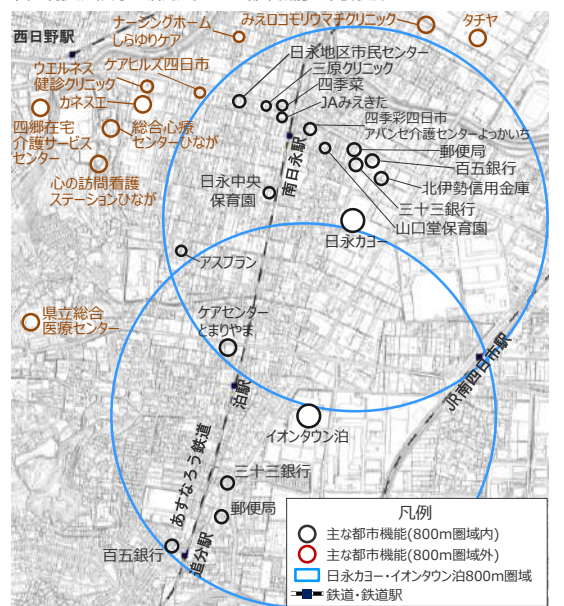 みえロコモリウマチクリニック
タチヤ
ナーシングホーム
しらゆりケア
西日野駅
日永地区市民センター
三原クリニック
四季菜
JAみえきた
ウエルネス
健診クリニック
ケアヒルズ四日市
カネスエ
四季彩四日市
アバンセ介護センターよっかいち
四郷在宅
介護サービス
センター
総合心療
センターひなが
郵便局
百五銀行
南日永駅
心の訪問看護
ステーションひなが
日永中央
保育園
北伊勢信用金庫
三十三銀行
山口堂保育園
日永カヨー
アスプラン
県立総合
医療センター
ケアセンター
とまりやま
JR南四日市駅
泊駅
イオンタウン泊
あすなろう鉄道
三十三銀行
郵便局
百五銀行
追分駅
凡例
主な都市機能(800m圏域内)
主な都市機能(800m圏域外)
日永カヨー・イオンタウン泊800m圏域
鉄道・鉄道駅